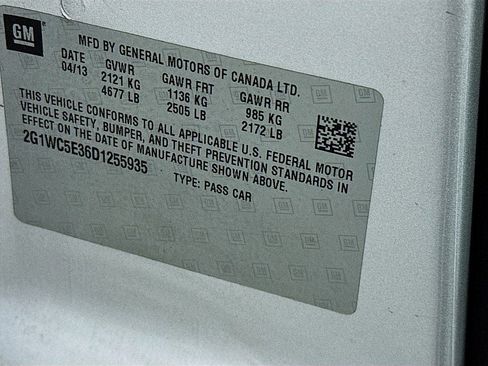 GM
MFD BY GENERAL MOTORS OF CANADA LTD.
DATE GVWR GAWR FRT GAWR RR
04/13 2121 KG 1136 KG 985 KG
4677 LB 2505 LB 2172 LB
THIS VEHICLE CONFORMS TO ALL APPLICABLE U.S. FEDERAL MOTOR
VEHICLE SAFETY, BUMPER, AND THEFT PREVENTION STANDARDS IN
EFFECT ON THE DATE OF MANUFACTURE SHOWN ABOVE.
2G1WC5E36D1255935 TYPE: PASS CAR